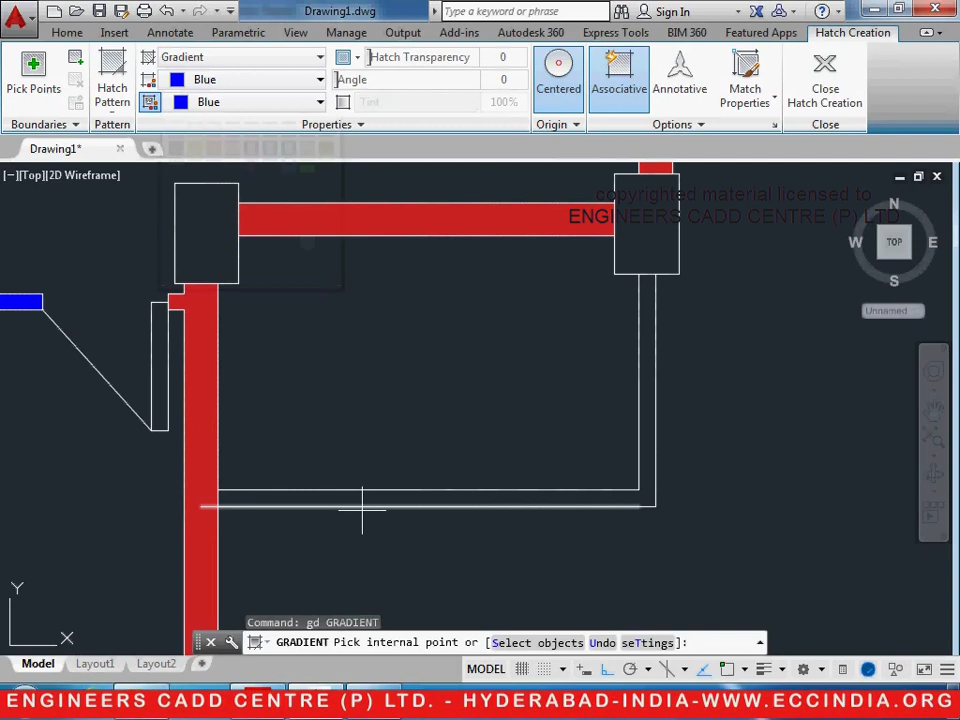 Drawing1.dwg
Type a keyword or phrase
Sign In
Home
Insert
Annotate
Parametric
View
Manage
Output
Add-ins
Autodesk 360
Express Tools
BIM 360
Featured Apps
Hatch Creation
Pick Points
Boundaries
Hatch
Pattern
Pattern
Gradient
Blue
Blue
Hatch Transparency 0
Angle 0
Tint 100%
Properties
Centered
Origin
Associative
Annotative
Match
Properties
Options
Close
Hatch Creation
Close
Drawing1*
[−][Top][2D Wireframe]
copyrighted material licensed to
ENGINEERS CADD CENTRE (P) LTD
N
W
TOP
E
S
Unnamed
Y
X
Command: gd GRADIENT
GRADIENT Pick internal point or [Select objects Undo seTtings]:
Model
Layout1
Layout2
MODEL
ENGINEERS CADD CENTRE (P) LTD. - HYDERABAD-INDIA-WWW.ECCINDIA.ORG